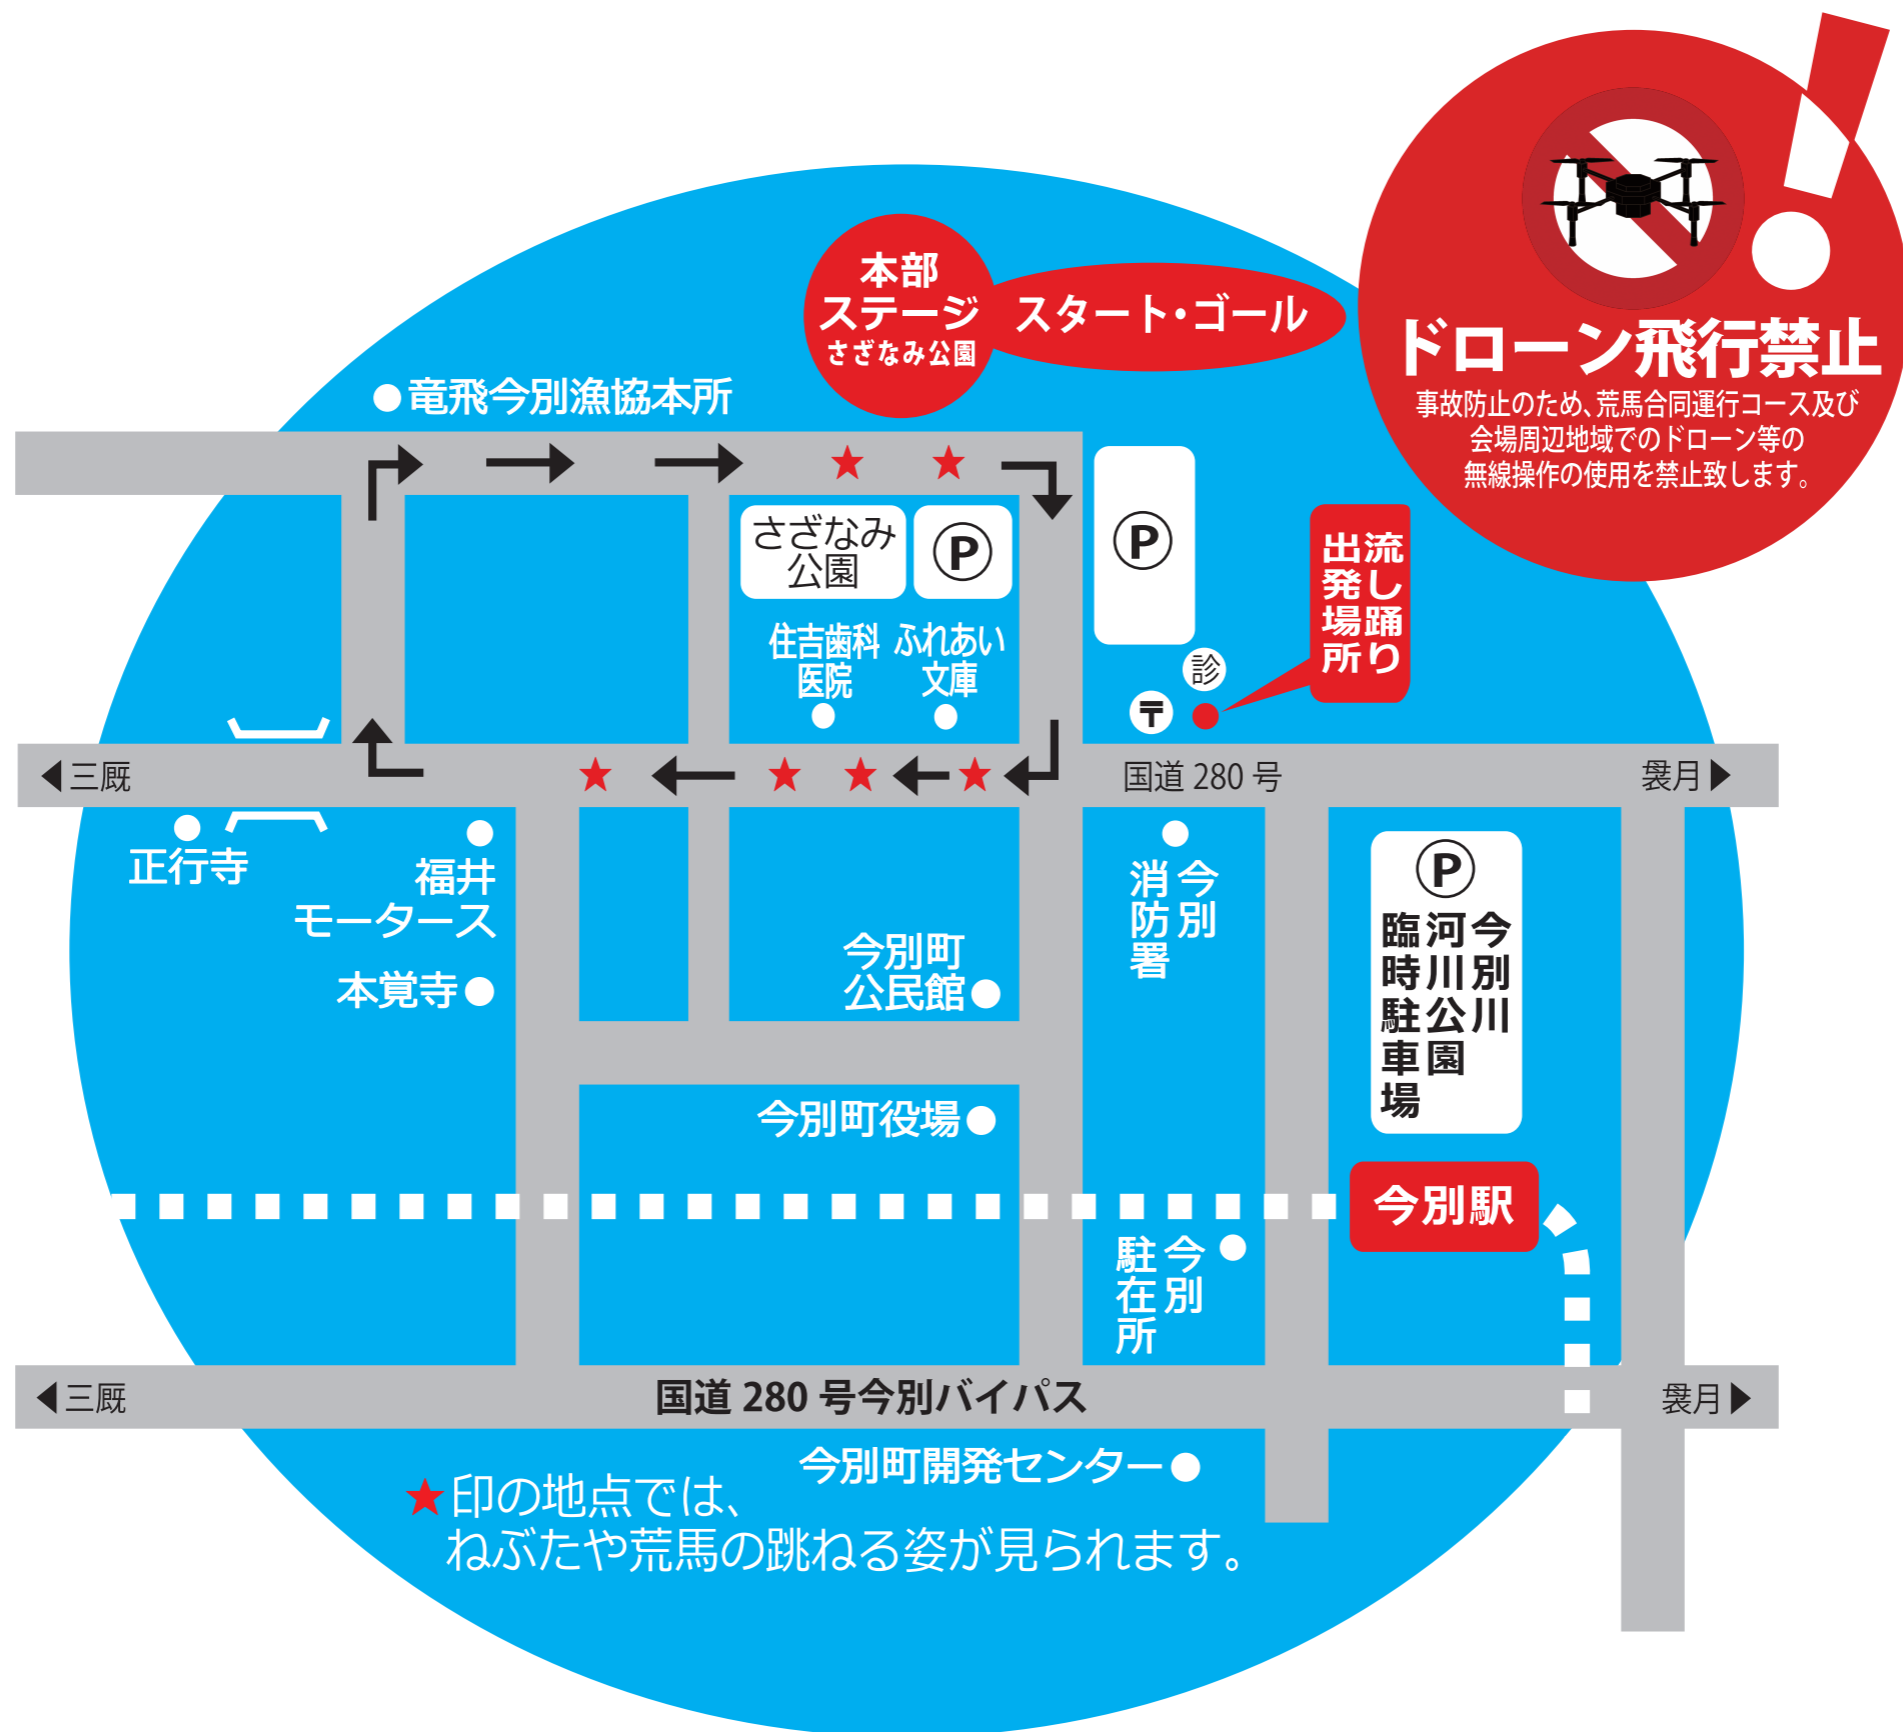 本部
ステージ
さざなみ公園
スタート・ゴール
ドローン飛行禁止
事故防止のため、荒馬合同運行コース及び
会場周辺地域でのドローン等の
無線操作の使用を禁止致します。
竜飛今別漁協本所
さざなみ
公園
P
P
流し踊り
出発場所
住吉歯科
医院
ふれあい
文庫
診
〒
三厩
国道 280 号
袰月
正行寺
福井
モータース
本覚寺
今別町
公民館
今別
消防署
P
今別川
河川公園
臨時駐車場
今別町役場
今別駅
今別
駐在所
三厩
国道 280 号今別バイパス
袰月
今別町開発センター
★印の地点では、
ねぶたや荒馬の跳ねる姿が見られます。